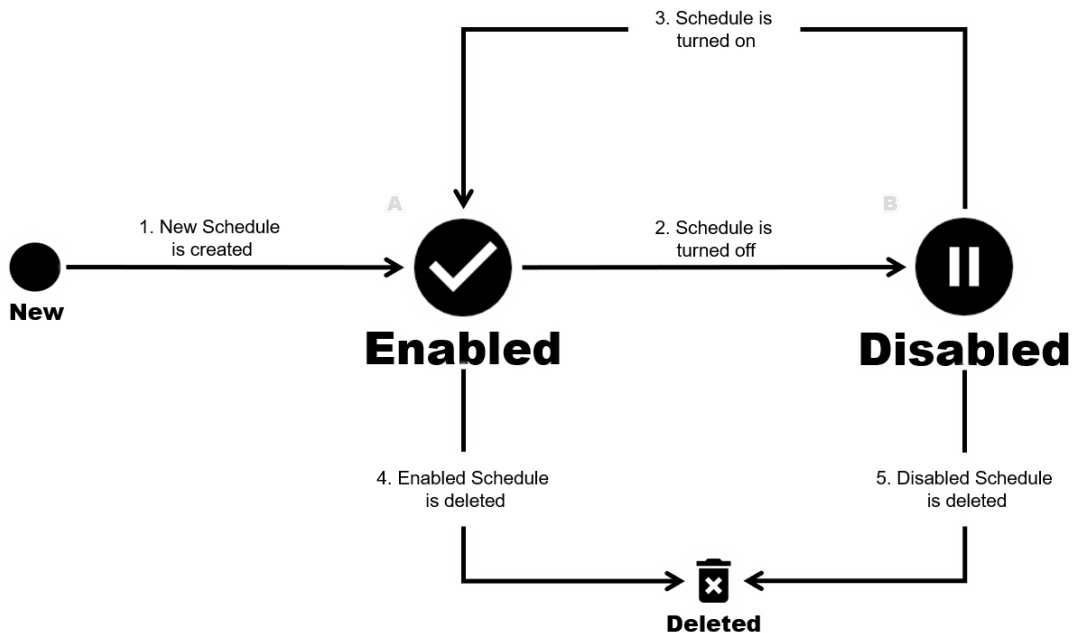 3. Schedule is
turned on
A
B
1. New Schedule
is created
2. Schedule is
turned off
New
Enabled
Disabled
4. Enabled Schedule
is deleted
5. Disabled Schedule
is deleted
Deleted